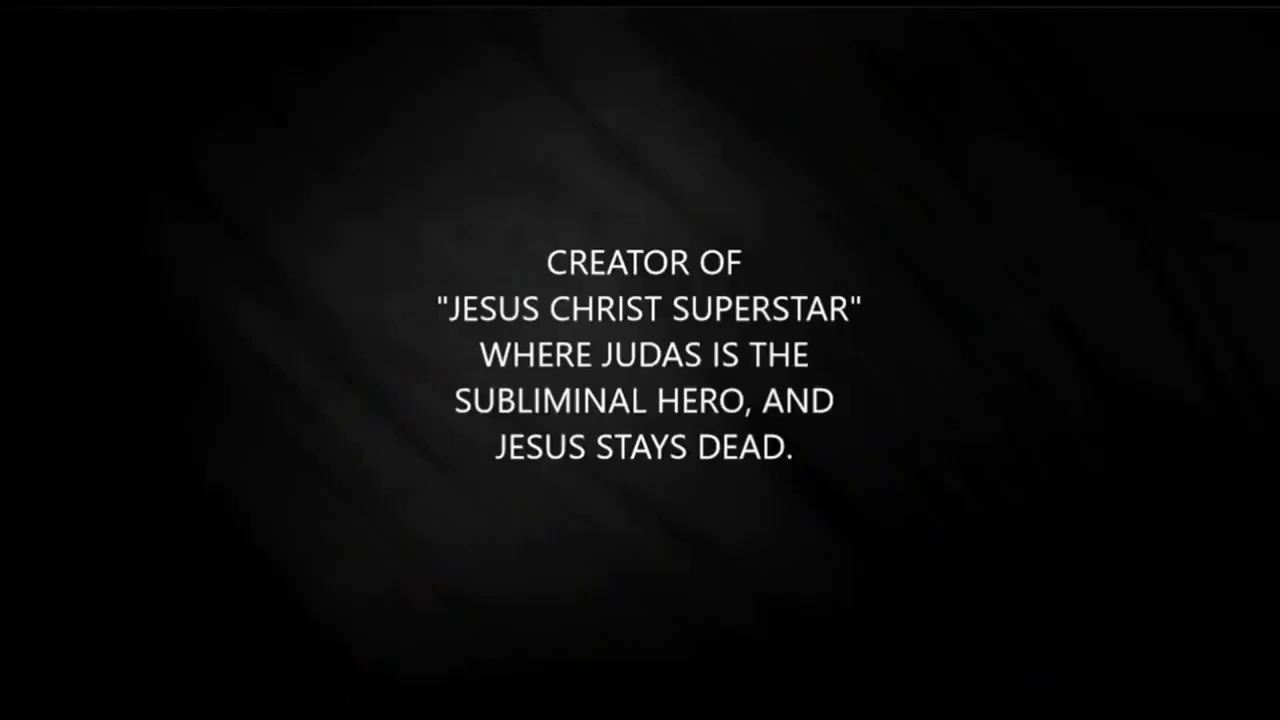 CREATOR OF
"JESUS CHRIST SUPERSTAR"
WHERE JUDAS IS THE
SUBLIMINAL HERO, AND
JESUS STAYS DEAD.